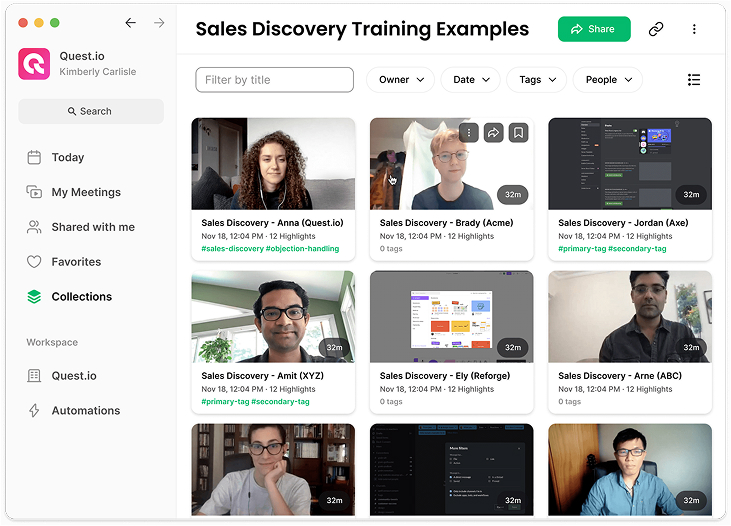 Sales Discovery Training Examples
Share
Quest.io
Kimberly Carlisle
Search
Today
My Meetings
Shared with me
Favorites
Collections
Workspace
Quest.io
Automations
Filter by title
Owner
Date
Tags
People
Sales Discovery - Anna (Quest.io)
Nov 18, 12:04 PM · 12 Highlights
#sales-discovery #objection-handling
32m
Sales Discovery - Brady (Acme)
Nov 18, 12:04 PM · 12 Highlights
0 tags
32m
Sales Discovery - Jordan (Axe)
Nov 18, 12:04 PM · 12 Highlights
#primary-tag #secondary-tag
32m
Sales Discovery - Amit (XYZ)
Nov 18, 12:04 PM · 12 Highlights
#primary-tag #secondary-tag
32m
Sales Discovery - Ely (Reforge)
Nov 18, 12:04 PM · 12 Highlights
0 tags
32m
Sales Discovery - Arne (ABC)
Nov 18, 12:04 PM · 12 Highlights
0 tags
32m
32m
32m